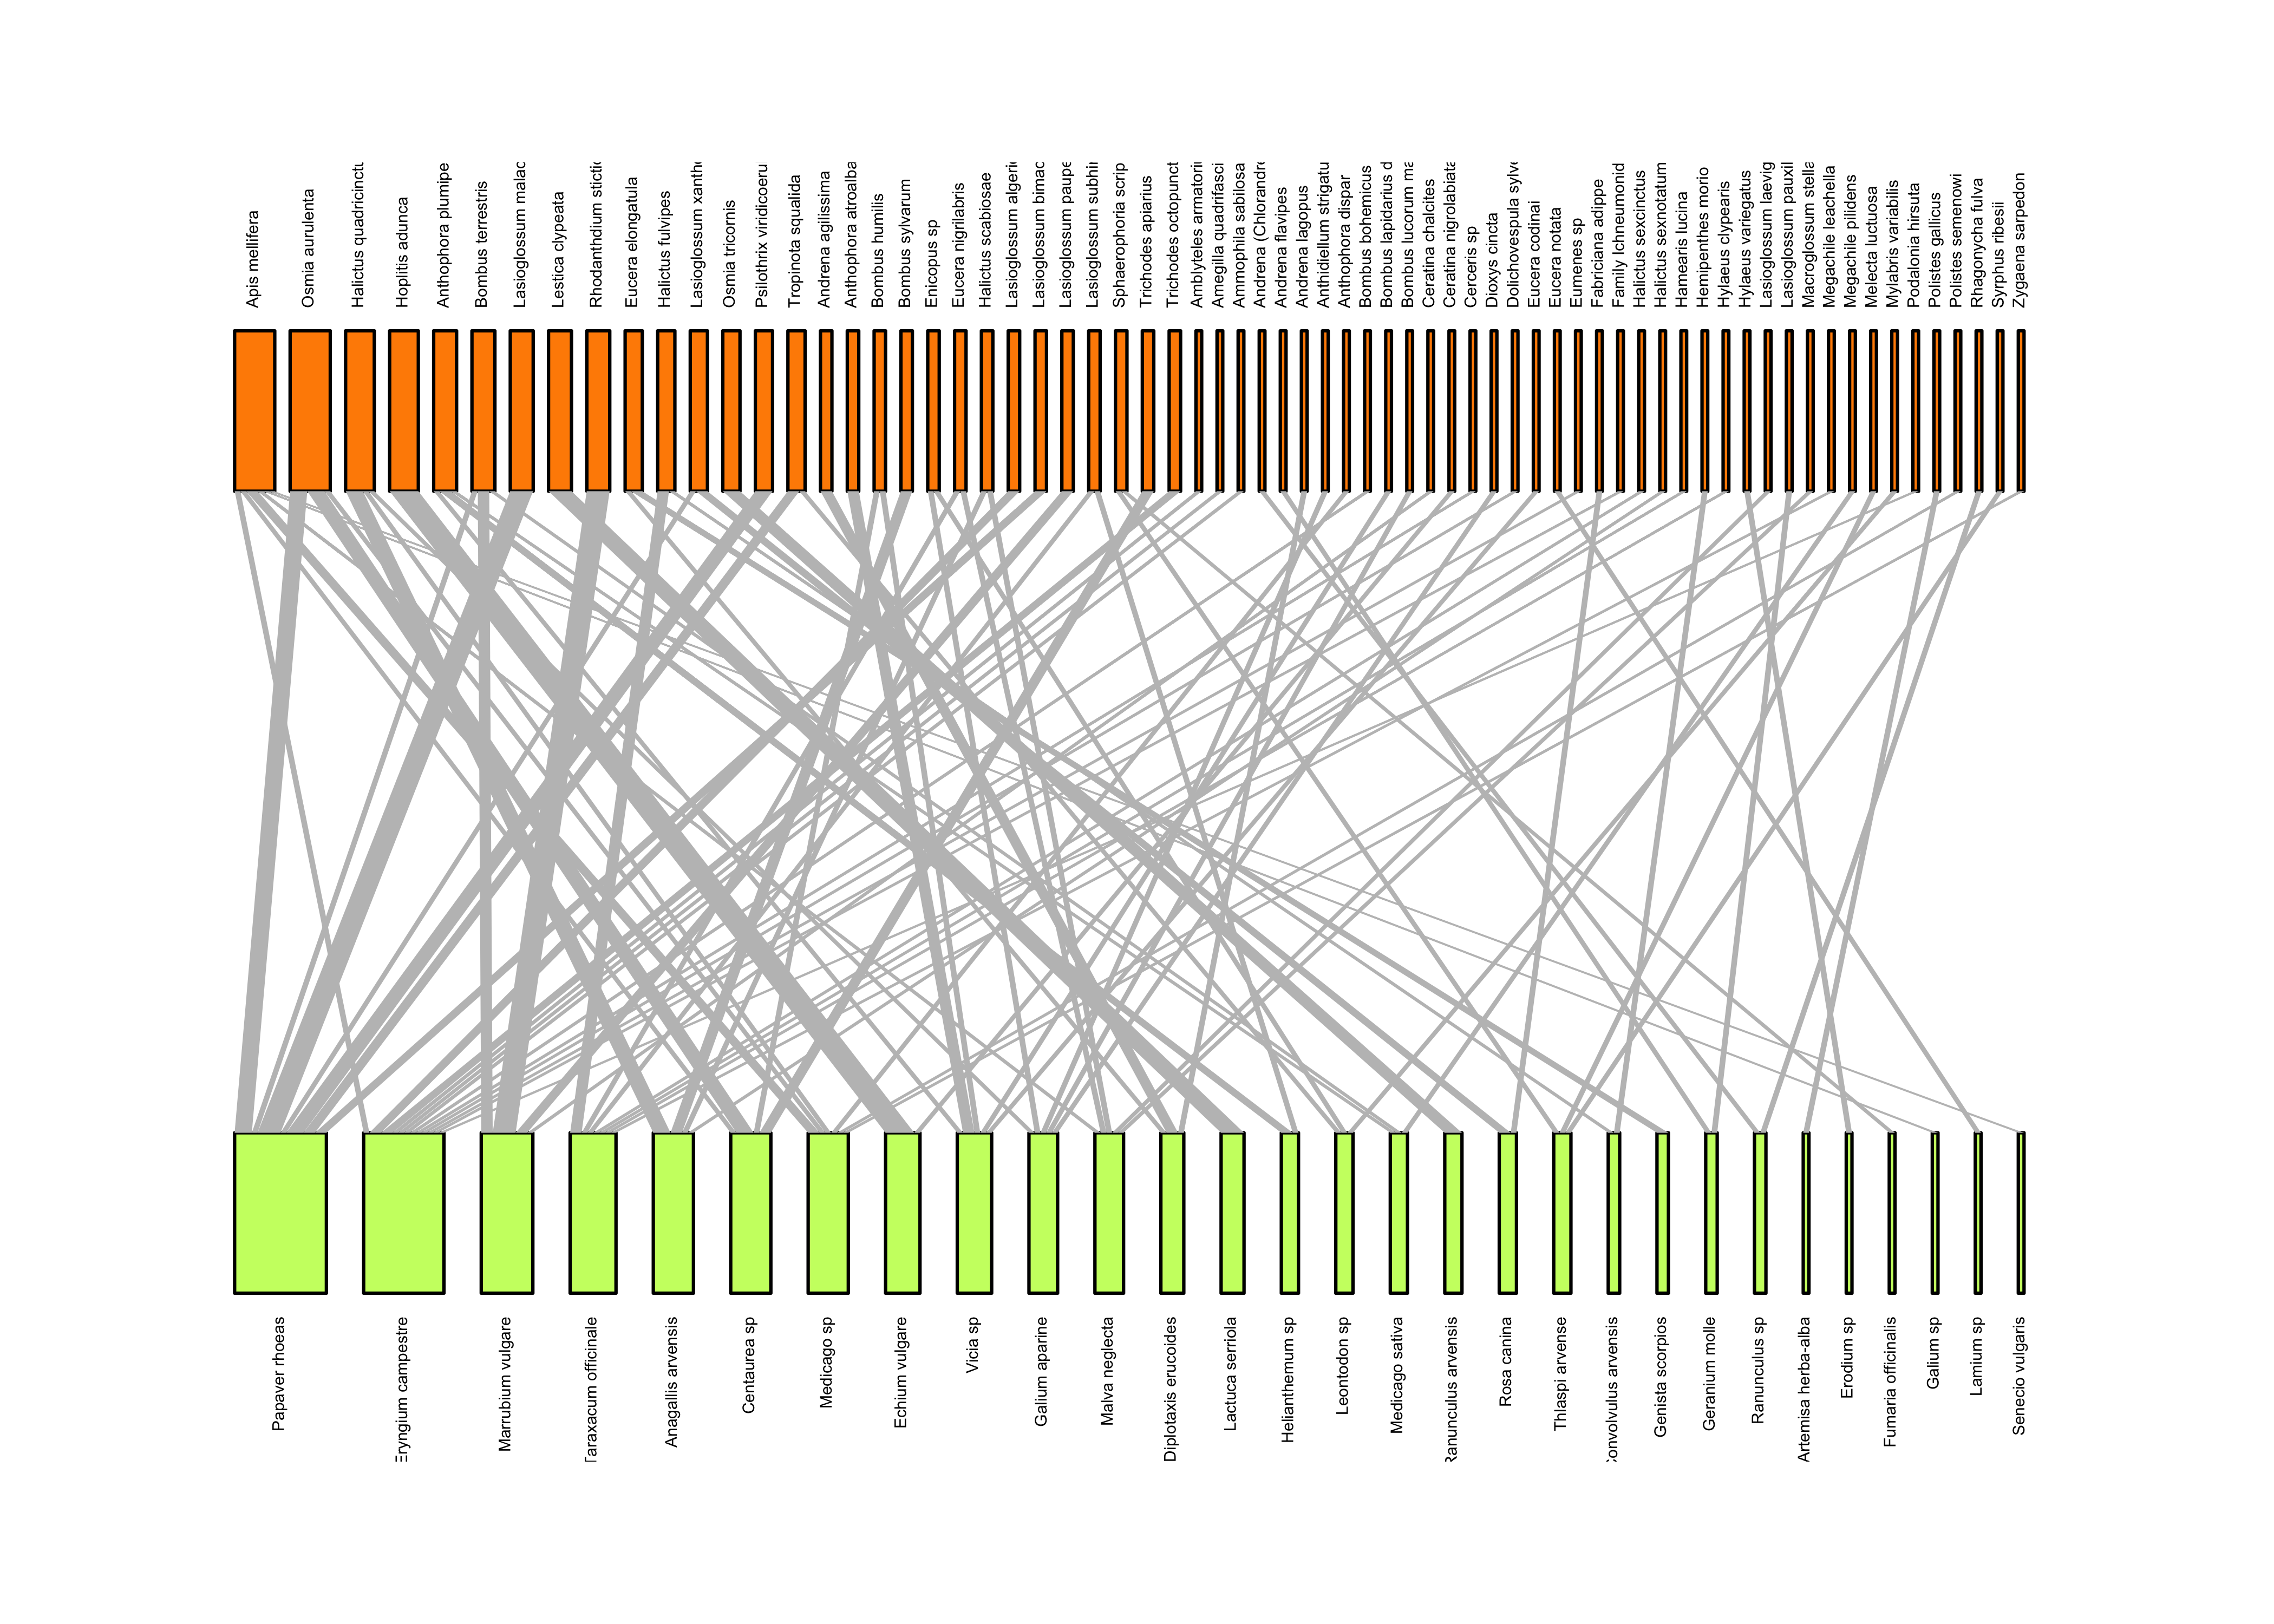 Apis mellifera
Osmia aurulenta
Halictus quadricinctu
Hoplitis adunca
Anthophora plumipe
Bombus terrestris
Lasioglossum malac
Lestica clypeata
Rhodanthdium stictic
Eucera elongatula
Halictus fulvipes
Lasioglossum xanthe
Osmia tricornis
Psilothrix viridicoeru
Tropinota squalida
Andrena agilissima
Anthophora atroalba
Bombus humilis
Bombus sylvarum
Enicopus sp
Eucera nigrilabris
Halictus scabiosae
Lasioglossum algeric
Lasioglossum bimac
Lasioglossum paupe
Lasioglossum subhi
Sphaerophoria scrip
Trichodes apiarius
Trichodes octopunct
Amblyteles armatorii
Amegilla quadrifasci
Ammophila sabilosa
Andrena (Chlorandre
Andrena flavipes
Andrena lagopus
Anthidiellum strigatu
Anthophora dispar
Bombus bohemicus
Bombus lapidarius d
Bombus lucorum ma
Ceratina chalcites
Ceratina nigrolabiata
Cerceris sp
Dioxys cincta
Dolichovespula sylve
Eucera codinai
Eucera notata
Eumenes sp
Fabriciana adippe
Family Ichneumonid
Halictus sexcinctus
Halictus sexnotatum
Hamearis lucina
Hemipenthes morio
Hylaeus clypearis
Hylaeus variegatus
Lasioglossum laevig
Lasioglossum pauxil
Macroglossum stella
Megachile leachella
Megachile pilidens
Melecta luctuosa
Mylabris variabilis
Podalonia hirsuta
Polistes gallicus
Polistes semenowi
Rhagonycha fulva
Syrphus ribesii
Zygaena sarpedon
Papaver rhoeas
Eryngium campestre
Marrubium vulgare
Taraxacum officinale
Anagallis arvensis
Centaurea sp
Medicago sp
Echium vulgare
Vicia sp
Galium aparine
Malva neglecta
Diplotaxis erucoides
Lactuca serriola
Helianthemum sp
Leontodon sp
Medicago sativa
Ranunculus arvensis
Rosa canina
Thlaspi arvense
Convolvulus arvensis
Genista scorpios
Geranium molle
Ranunculus sp
Artemisa herba-alba
Erodium sp
Fumaria officinalis
Galium sp
Lamium sp
Senecio vulgaris